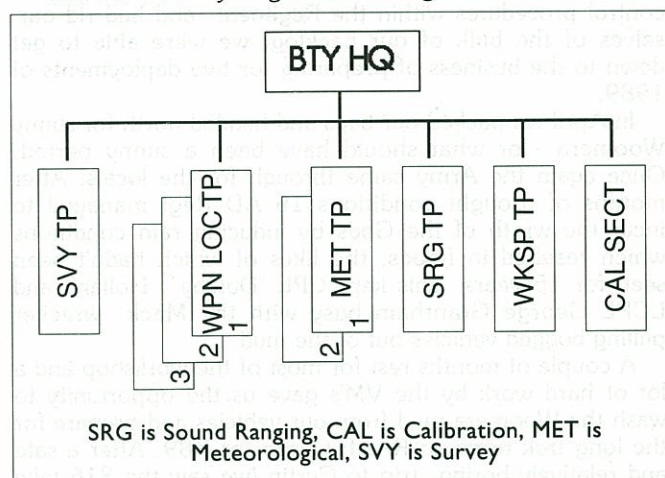 BTY HQ
SVY TP
WPN LOC TP
1
2
3
MET TP
1
2
SRG TP
WKSP TP
CAL SECT.
SRG is Sound Ranging, CAL is Calibration, MET is
Meteorological, SVY is Survey